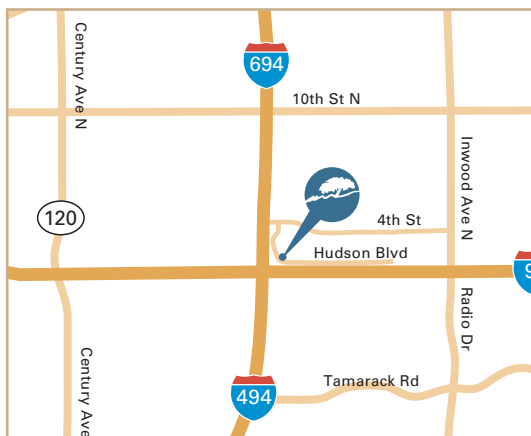 694
10th St N
Century Ave N
Inwood Ave N
120
4th St
Hudson Blvd
9
Radio Dr
Tamarack Rd
494
Century Ave